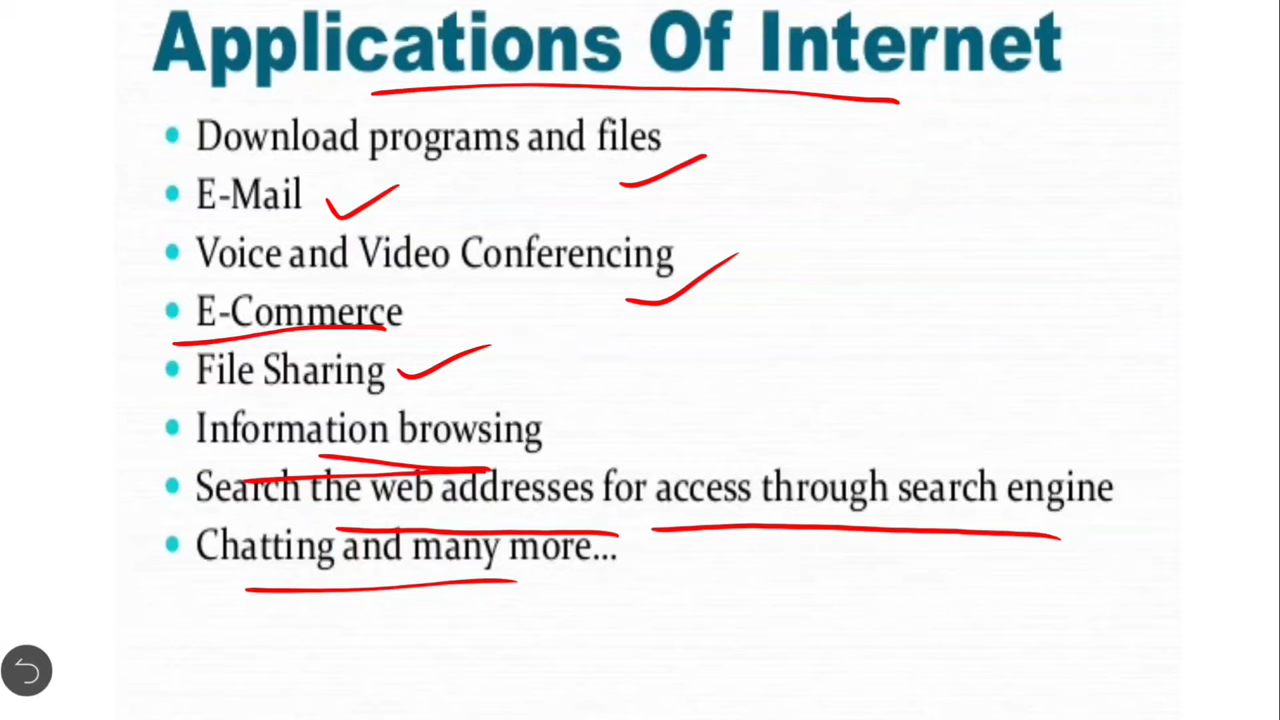 Applications Of Internet
• Download programs and files
• E-Mail
• Voice and Video Conferencing
• E-Commerce
• File Sharing
• Information browsing
• Search the web addresses for access through search engine
• Chatting and many more...